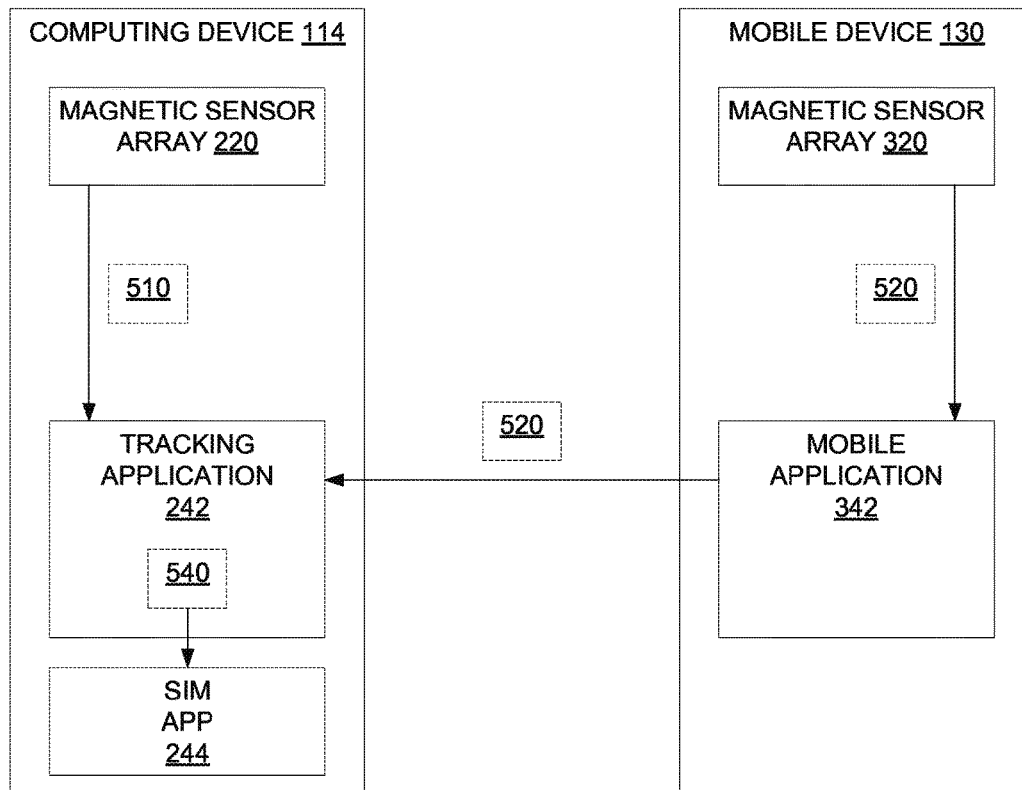 COMPUTING DEVICE 114
MAGNETIC SENSOR
ARRAY 220
510
TRACKING
APPLICATION
242
540
SIM
APP
244
520
MOBILE DEVICE 130
MAGNETIC SENSOR
ARRAY 320
520
MOBILE
APPLICATION
342